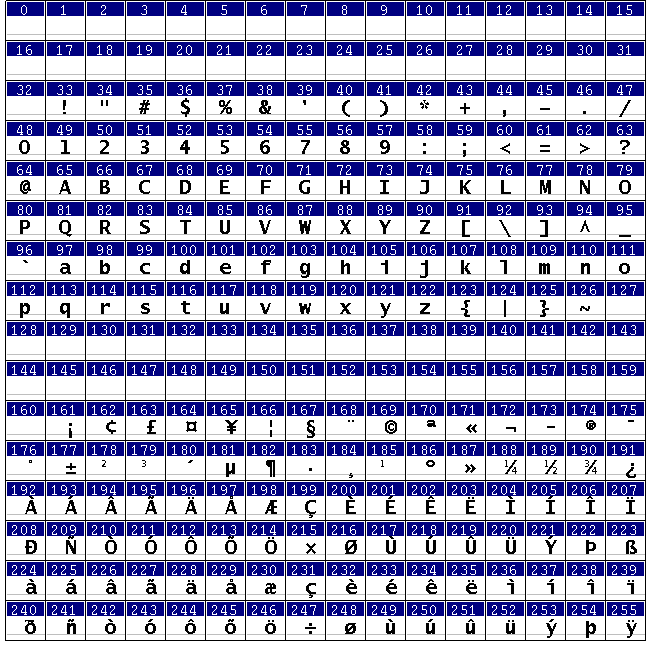 0 1 2 3 4 5 6 7 8 9 10 11 12 13 14 15
16 17 18 19 20 21 22 23 24 25 26 27 28 29 30 31
32 33 34 35 36 37 38 39 40 41 42 43 44 45 46 47
! " # $ % & ' ( ) * + , - . /
48 49 50 51 52 53 54 55 56 57 58 59 60 61 62 63
0 1 2 3 4 5 6 7 8 9 : ; < = > ?
64 65 66 67 68 69 70 71 72 73 74 75 76 77 78 79
@ A B C D E F G H I J K L M N O
80 81 82 83 84 85 86 87 88 89 90 91 92 93 94 95
P Q R S T U V W X Y Z [ \ ] ^ _
96 97 98 99 100 101 102 103 104 105 106 107 108 109 110 111
` a b c d e f g h i j k l m n o
112 113 114 115 116 117 118 119 120 121 122 123 124 125 126 127
p q r s t u v w x y z { | } ~
128 129 130 131 132 133 134 135 136 137 138 139 140 141 142 143
144 145 146 147 148 149 150 151 152 153 154 155 156 157 158 159
160 161 162 163 164 165 166 167 168 169 170 171 172 173 174 175
¡ ¢ £ ¤ ¥ ¦ § ¨ © ª « ¬ - ® ¯
176 177 178 179 180 181 182 183 184 185 186 187 188 189 190 191
° ± ² ³ ´ µ ¶ · ¸ ¹ º » ¼ ½ ¾ ¿
192 193 194 195 196 197 198 199 200 201 202 203 204 205 206 207
À Á Â Ã Ä Å Æ Ç È É Ê Ë Ì Í Î Ï
208 209 210 211 212 213 214 215 216 217 218 219 220 221 222 223
Ð Ñ Ò Ó Ô Õ Ö × Ø Ù Ú Û Ü Ý Þ ß
224 225 226 227 228 229 230 231 232 233 234 235 236 237 238 239
à á â ã ä å æ ç è é ê ë ì í î ï
240 241 242 243 244 245 246 247 248 249 250 251 252 253 254 255
ð ñ ò ó ô õ ö ÷ ø ù ú û ü ý þ ÿ